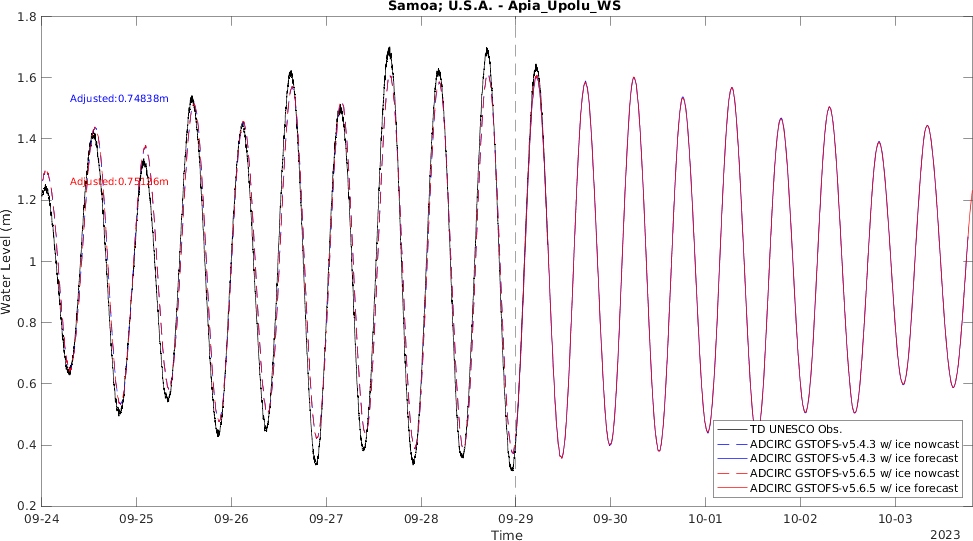 Samoa; U.S.A. - Apia_Upolu_WS
1.8
1.6
1.4
1.2
1
0.8
0.6
0.4
0.2
Water Level (m)
Adjusted:0.74838m
Adjusted:0.75126m
TD UNESCO Obs.
ADCIRC GSTOFS-v5.4.3 w/ ice nowcast
ADCIRC GSTOFS-v5.4.3 w/ ice forecast
ADCIRC GSTOFS-v5.6.5 w/ ice nowcast
ADCIRC GSTOFS-v5.6.5 w/ ice forecast
09-24 09-25 09-26 09-27 09-28 09-29 09-30 10-01 10-02 10-03
Time
2023